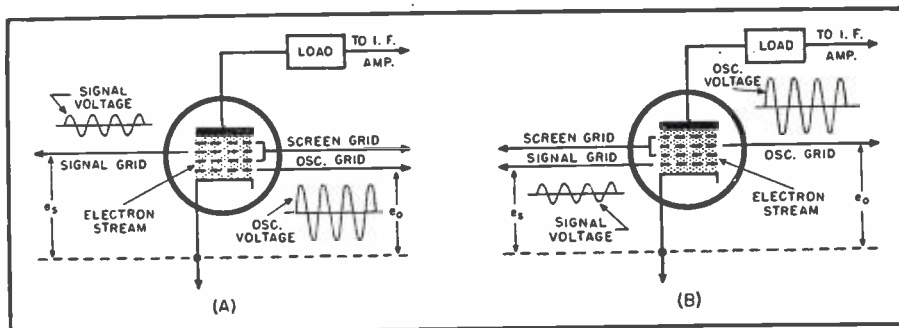 LOAD
TO I. F.
AMP.
SIGNAL
VOLTAGE
SCREEN GRID
SIGNAL GRID
OSC. GRID
es
ELECTRON
STREAM
OSC.
VOLTAGE
eo
(A)
LOAD
TO I. F.
AMP.
OSC.
VOLTAGE
SCREEN GRID
SIGNAL GRID
OSC. GRID
es
ELECTRON
STREAM
SIGNAL
VOLTAGE
eo
(B)